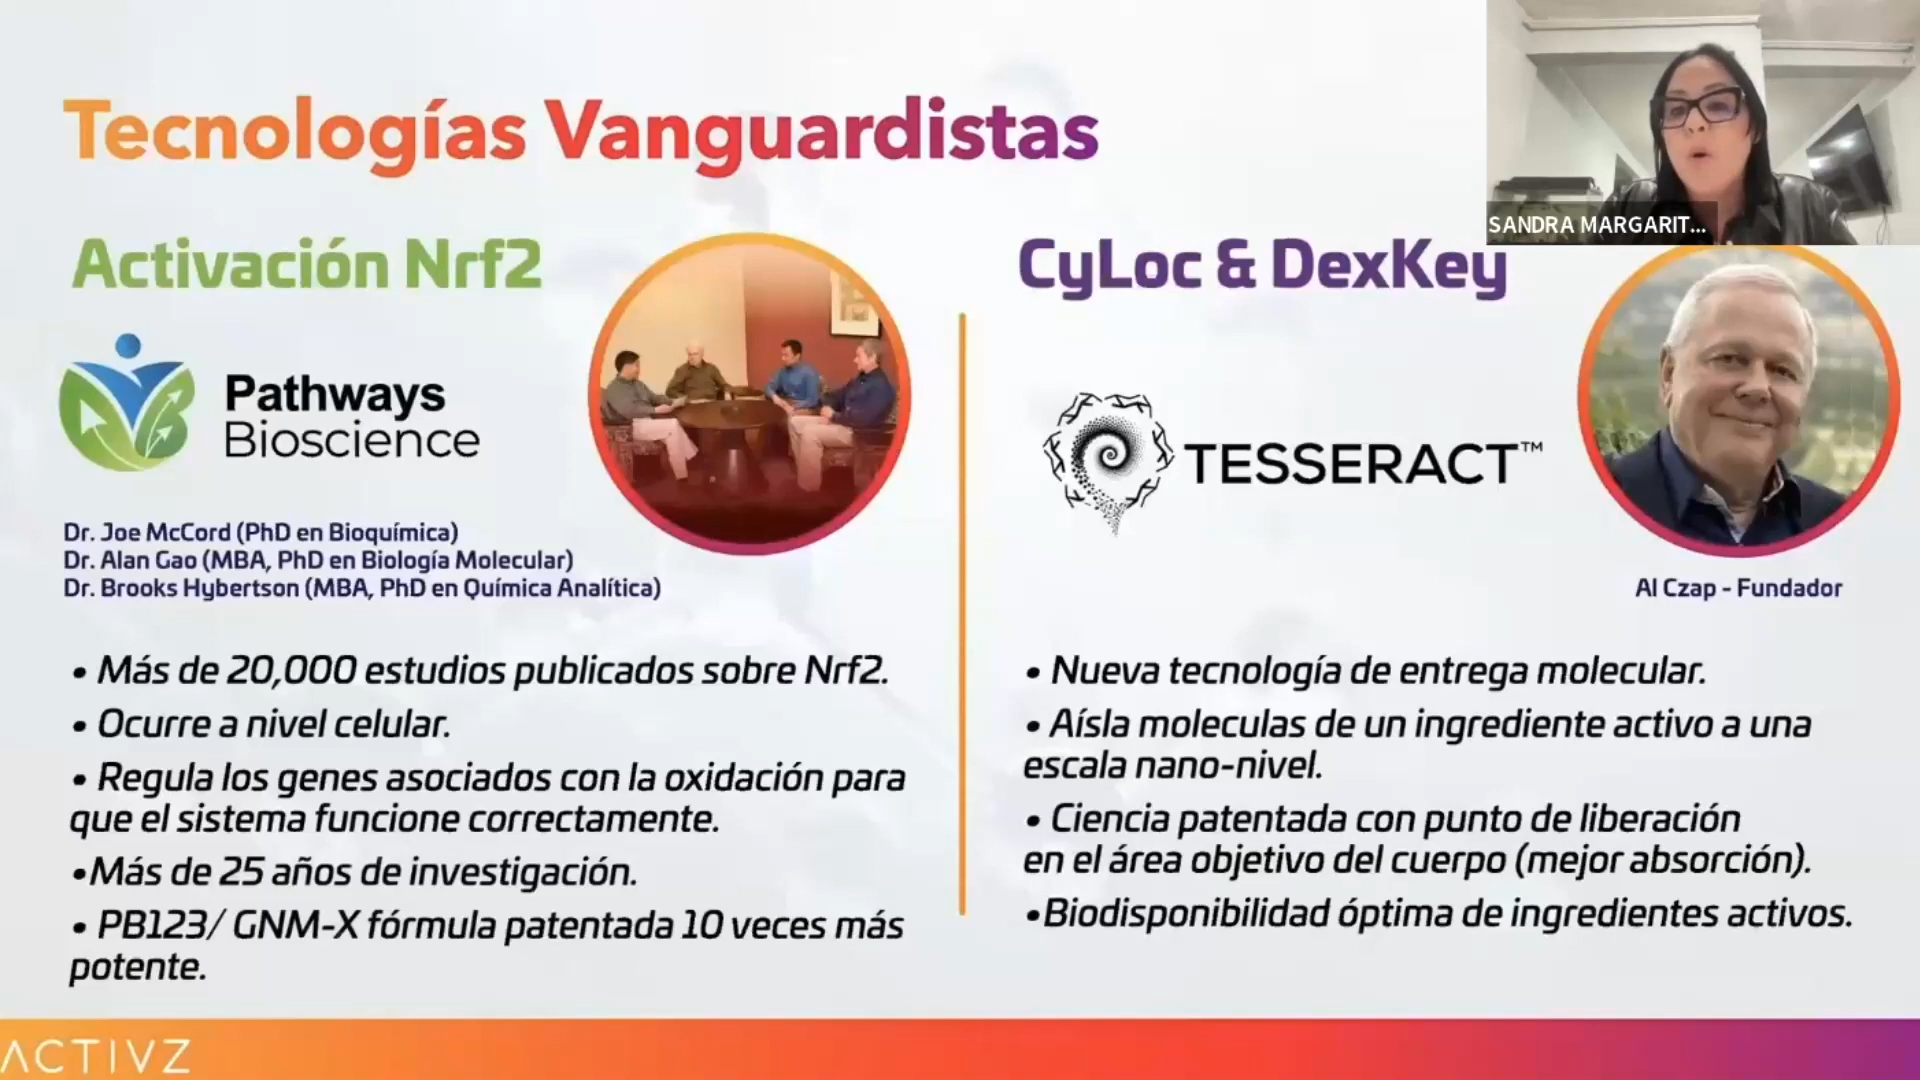 Tecnologías Vanguardistas
SANDRA MARGARIT...
Activación Nrf2
Pathways
Bioscience
Dr. Joe McCord (PhD en Bioquímica)
Dr. Alan Gao (MBA, PhD en Biología Molecular)
Dr. Brooks Hybertson (MBA, PhD en Química Analítica)
• Más de 20,000 estudios publicados sobre Nrf2.
• Ocurre a nivel celular.
• Regula los genes asociados con la oxidación para
que el sistema funcione correctamente.
•Más de 25 años de investigación.
• PB123/ GNM-X fórmula patentada 10 veces más
potente.
CyLoc & DexKey
TESSERACT™
Al Czap - Fundador
• Nueva tecnología de entrega molecular.
• Aísla moleculas de un ingrediente activo a una
escala nano-nivel.
• Ciencia patentada con punto de liberación
en el área objetivo del cuerpo (mejor absorción).
•Biodisponibilidad óptima de ingredientes activos.
ACTIVZ